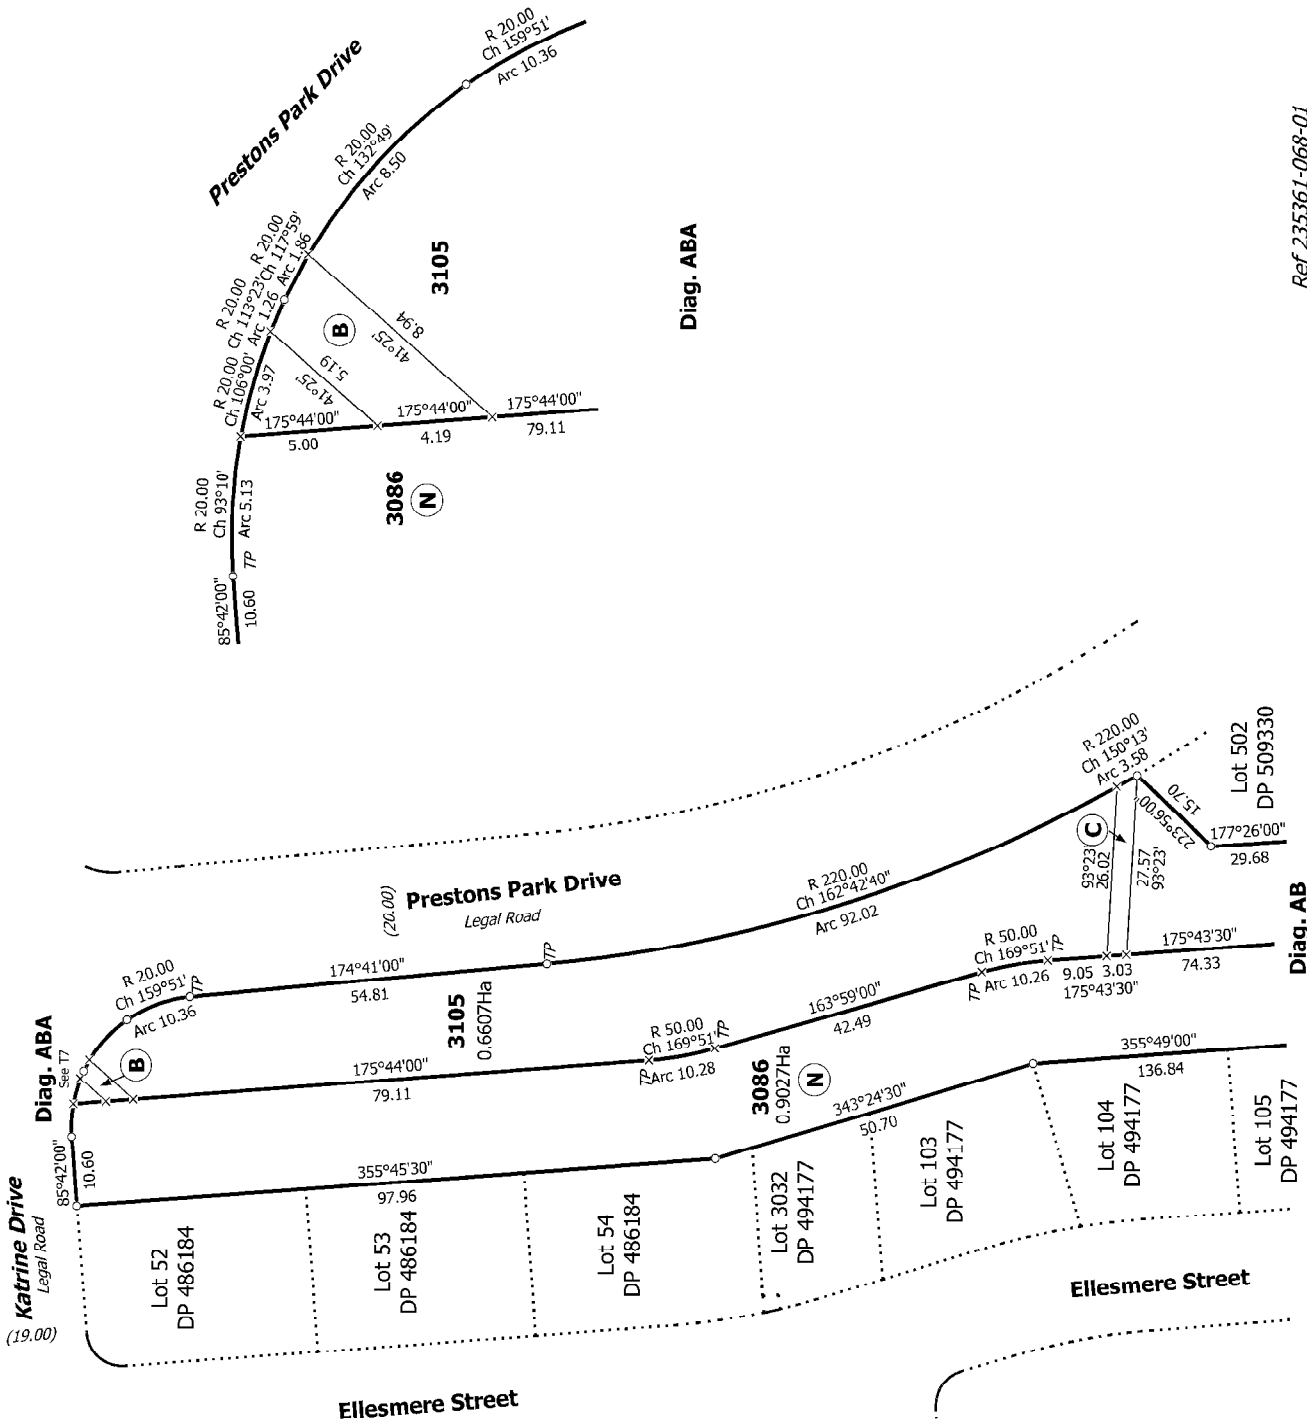 Prestons Park Drive
R 20.00
Ch 159°51'
Arc 10.36
R 20.00
Ch 132°49'
Arc 8.50
R 20.00
Ch 117°59'
Arc 1.86
R 20.00
Ch 113°23'
Arc 1.26
R 20.00
Ch 106°00'
Arc 3.97
R 20.00
Ch 93°10'
Arc 5.13
TP
85°42'00"
10.60
175°44'00"
5.00
175°44'00"
4.19
175°44'00"
79.11
41°25'
5.19
41°25'
8.94
B
3105
3086
N
Diag. ABA
Ref 235361-068-01
Katrine Drive
Legal Road
(19.00)
85°42'00"
10.60
Diag. ABA
See T7
B
R 20.00
Ch 159°51'
Arc 10.36
TP
174°41'00"
54.81
TP
(20.00)
Prestons Park Drive
Legal Road
3105
0.6607Ha
175°44'00"
79.11
R 50.00
Ch 169°51'
Arc 10.28
TP
TP
R 220.00
Ch 162°42'40"
Arc 92.02
163°59'00"
42.49
R 50.00
Ch 169°51'
Arc 10.26
TP
TP
9.05
3.03
175°43'30"
175°43'30"
74.33
93°23'
26.02
27.57
93°23'
C
R 220.00
Ch 150°13'
Arc 3.58
223°56'00"
15.70
177°26'00"
29.68
Lot 502
DP 509330
Diag. AB
3086
0.9027Ha
N
355°45'30"
97.96
343°24'30"
50.70
355°49'00"
136.84
Lot 52
DP 486184
Lot 53
DP 486184
Lot 54
DP 486184
Lot 3032
DP 494177
Lot 103
DP 494177
Lot 104
DP 494177
Lot 105
DP 494177
Ellesmere Street
Ellesmere Street